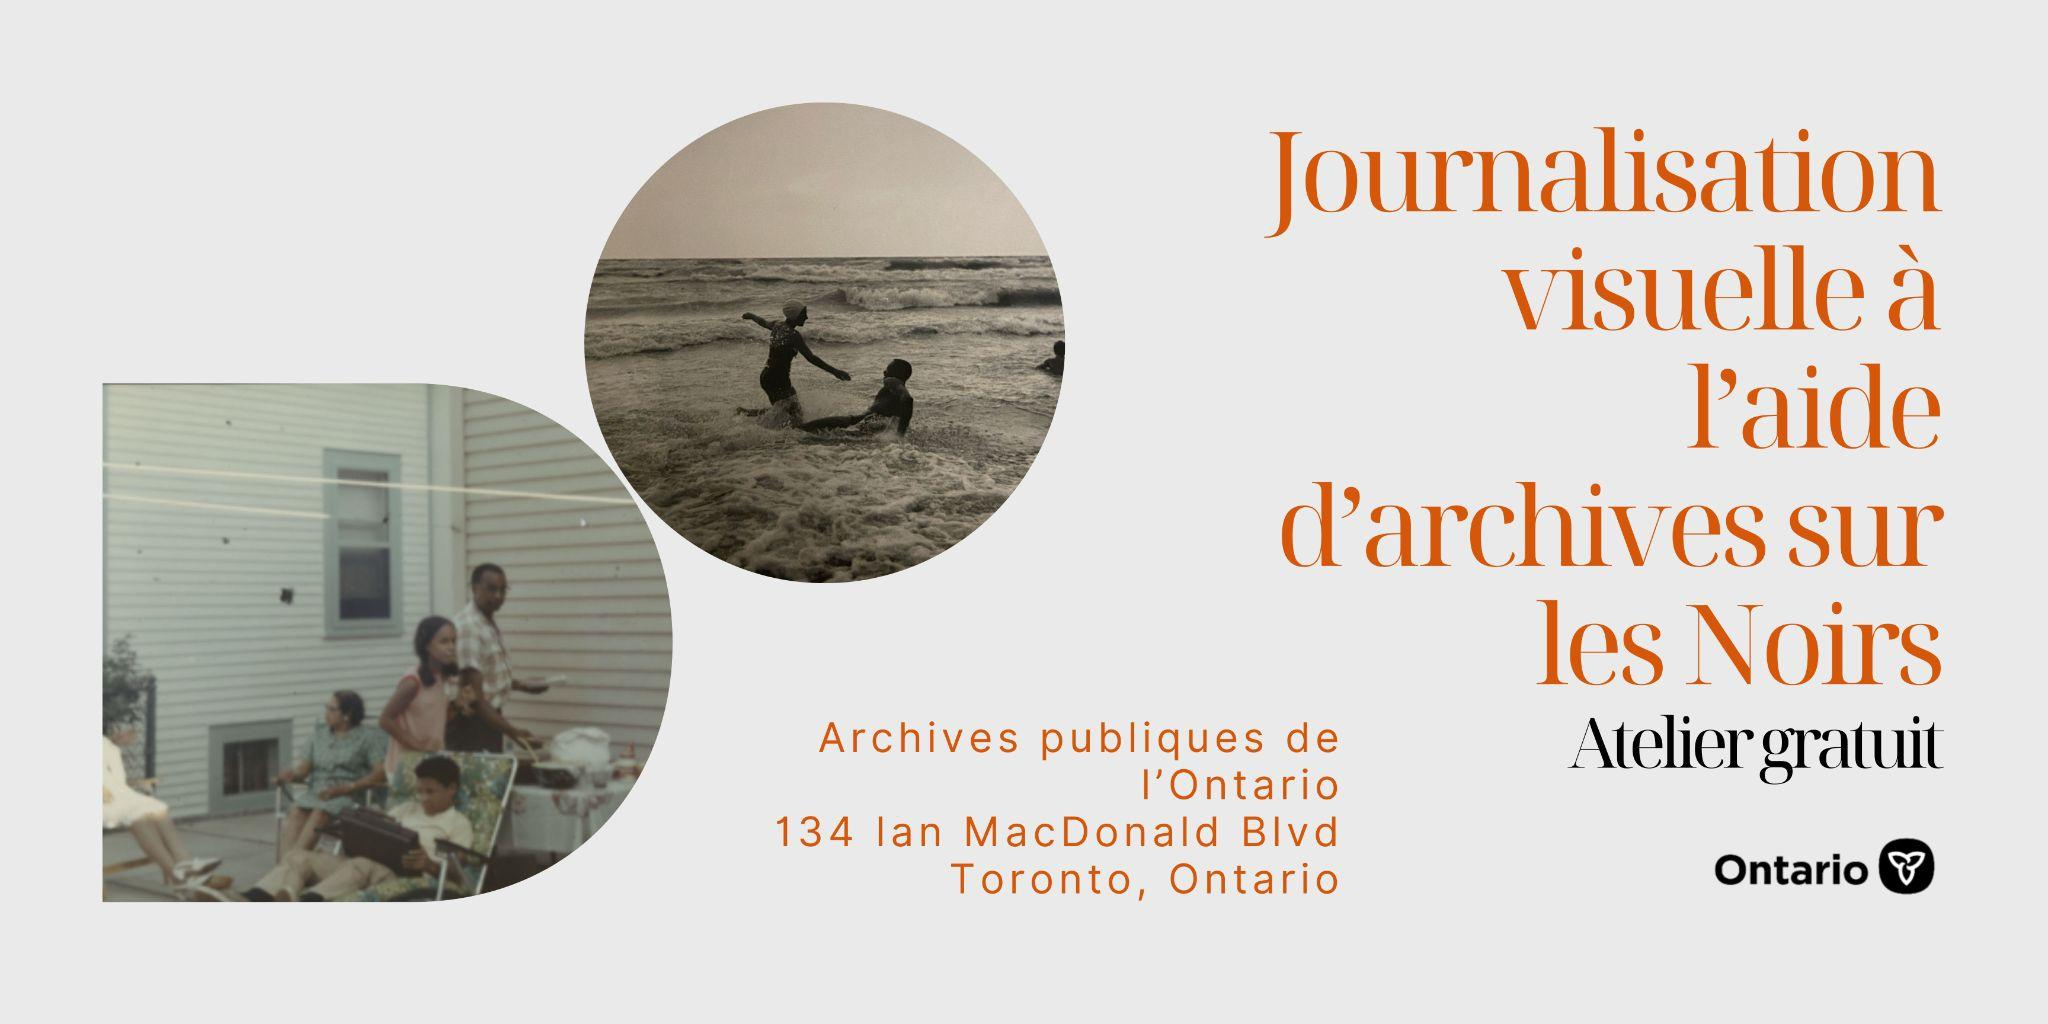 Journalisation
visuelle à
l’aide
d’archives sur
les Noirs
Atelier gratuit
Archives publiques de
l’Ontario
134 Ian MacDonald Blvd
Toronto, Ontario
Ontario